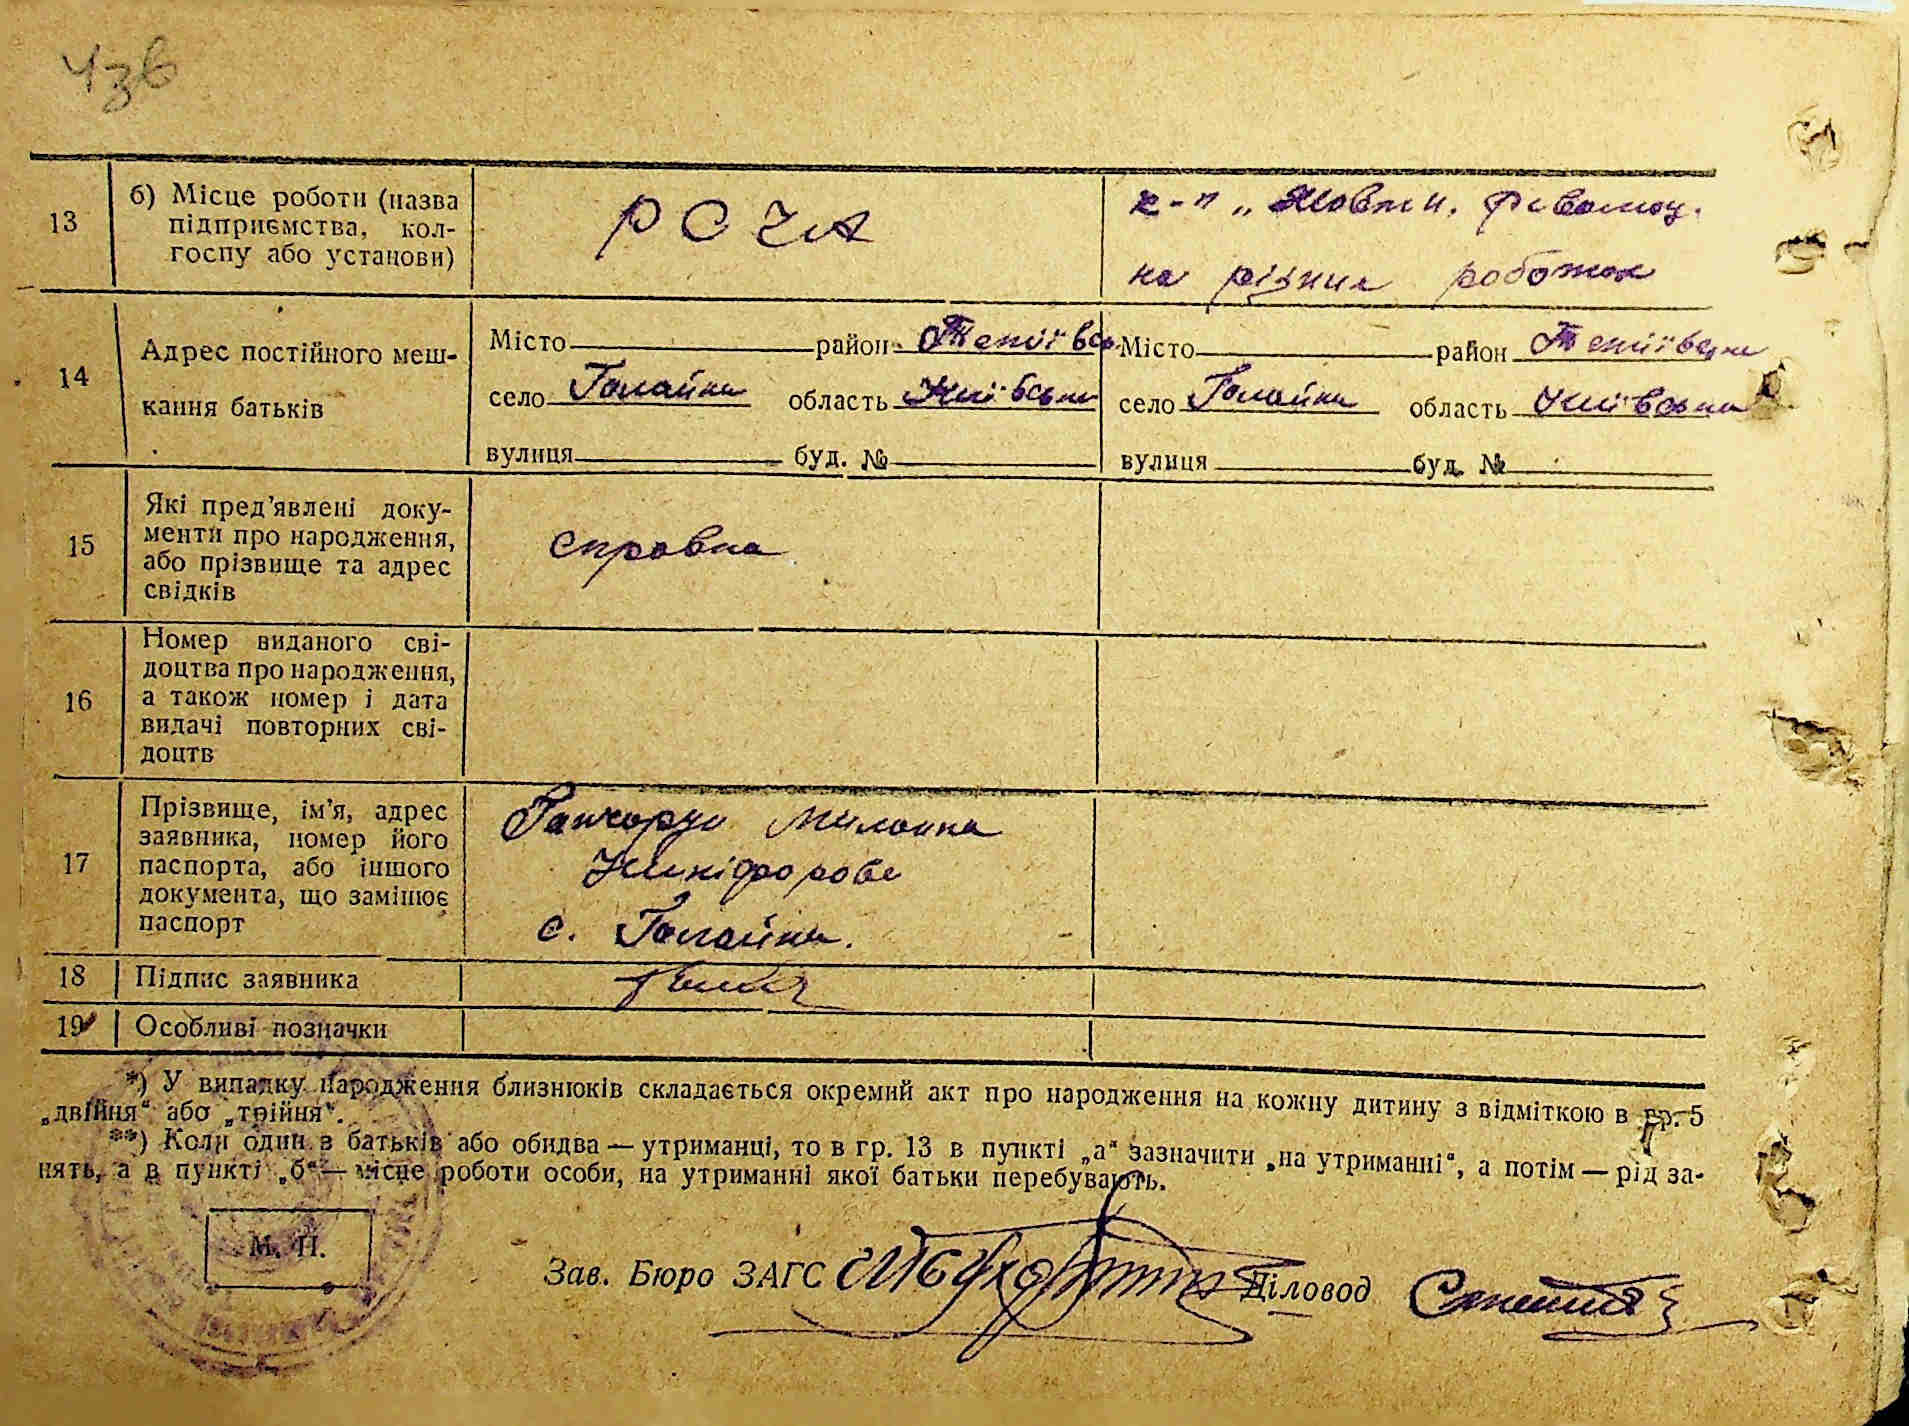 436
13
б) Місце роботи (назва
підприємства, кол-
госпу або установи)
РСЧА
к-п „Жовтн. Революц.
на різних роботах
14
Адрес постійного меш-
кання батьків
Місто район Тетіївськ
село Голайки область Київська
вулиця буд. №
Місто район Тетіївськи
село Голайки область Київська
вулиця буд. №
15
Які пред’явлені доку-
менти про народження,
або прізвище та адрес
свідків
справка
16
Номер виданого сві-
доцтва про народження,
а також номер і дата
видачі повторних сві-
доцтв
17
Прізвище, ім’я, адрес
заявника, номер його
паспорта, або іншого
документа, що замінює
паспорт
с. Голайки.
18
Підпис заявника
19
Особливі позначки
*) У випадку народження близнюків складається окремий акт про народження на кожну дитину з відміткою в гр. 5
„двійня“ або „трійня“.
**) Коли один з батьків або обидва — утриманці, то в гр. 13 в пункті „а“ зазначити „на утриманні“, а потім — рід за-
нять, а в пункті „б“ — місце роботи особи, на утриманні якої батьки перебувають.
М. П.
Зав. Бюро ЗАГС
Діловод